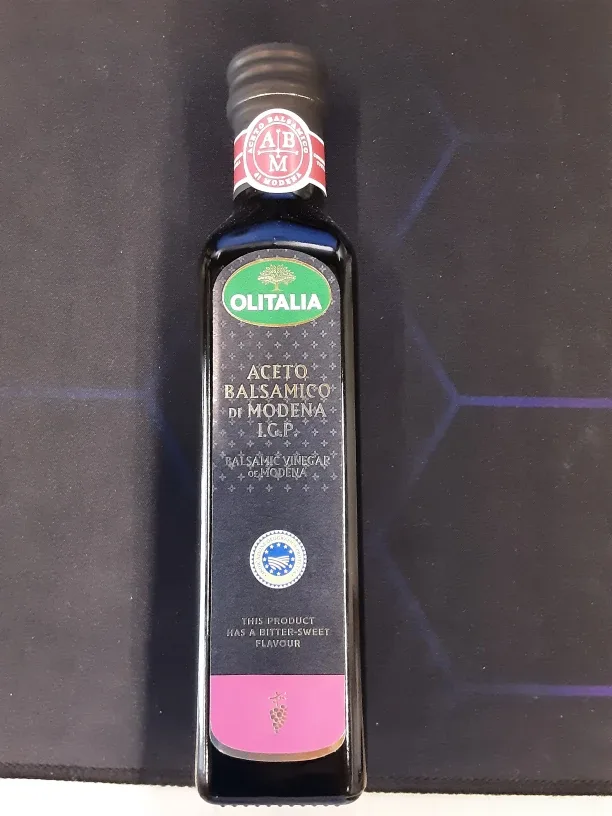 ACETO BALSAMICO
A B
M
di MODENA
OLITALIA
ACETO
BALSAMICO
DI MODENA
I.G.P.
BALSAMIC VINEGAR
OF MODENA
THIS PRODUCT
HAS A BITTER-SWEET
FLAVOUR